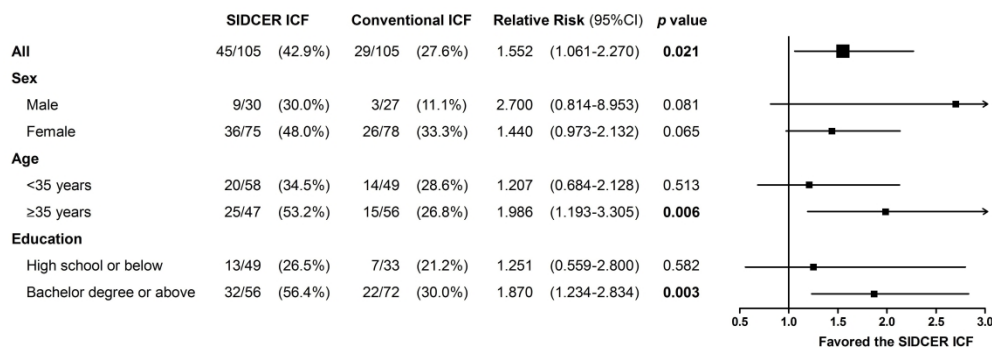 SIDCER ICF Conventional ICF Relative Risk (95%CI) p value
All 45/105 (42.9%) 29/105 (27.6%) 1.552 (1.061-2.270) 0.021
Sex
Male 9/30 (30.0%) 3/27 (11.1%) 2.700 (0.814-8.953) 0.081
Female 36/75 (48.0%) 26/78 (33.3%) 1.440 (0.973-2.132) 0.065
Age
<35 years 20/58 (34.5%) 14/49 (28.6%) 1.207 (0.684-2.128) 0.513
≥35 years 25/47 (53.2%) 15/56 (26.8%) 1.986 (1.193-3.305) 0.006
Education
High school or below 13/49 (26.5%) 7/33 (21.2%) 1.251 (0.559-2.800) 0.582
Bachelor degree or above 32/56 (56.4%) 22/72 (30.0%) 1.870 (1.234-2.834) 0.003
0.5 1.0 1.5 2.0 2.5 3.0
Favored the SIDCER ICF